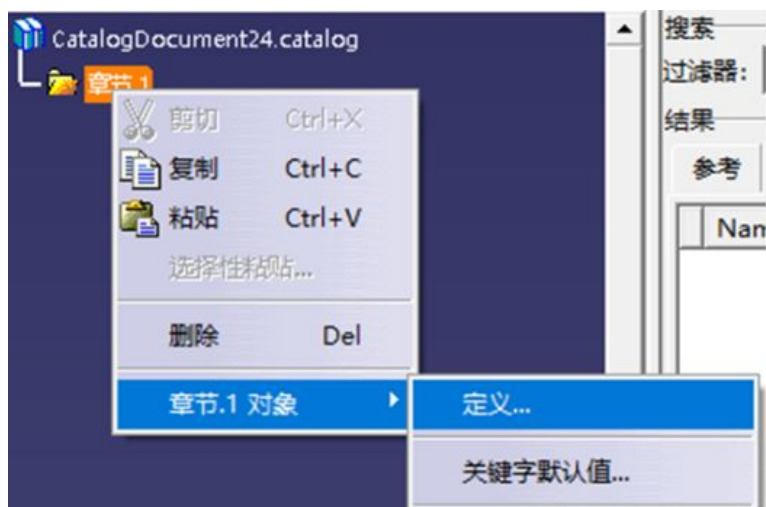 CatalogDocument24.catalog
章节.1
剪切 Ctrl+X
复制 Ctrl+C
粘贴 Ctrl+V
选择性粘贴...
删除 Del
章节.1 对象
定义...
关键字默认值...
搜索
过滤器:
结果
参考